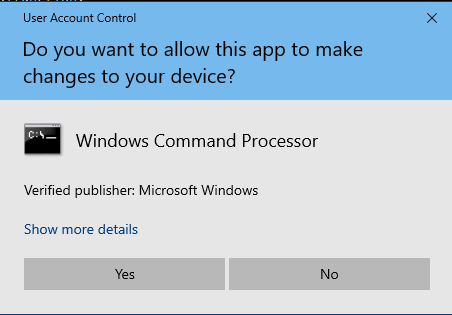 User Account Control
Do you want to allow this app to make
changes to your device?
C:\_
Windows Command Processor
Verified publisher: Microsoft Windows
Show more details
Yes
No